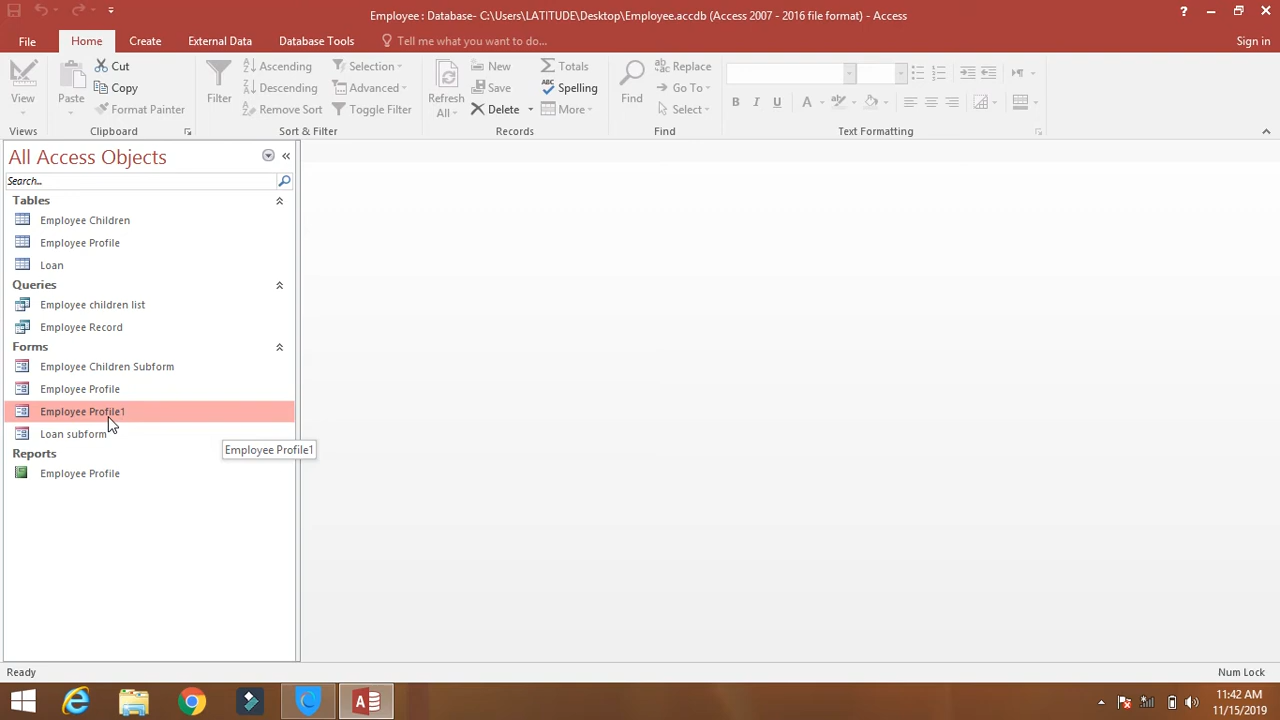 Employee : Database- C:\Users\LATITUDE\Desktop\Employee.accdb (Access 2007 - 2016 file format) - Access
?
File Home Create External Data Database Tools Tell me what you want to do... Sign in
View
Views
Paste
Cut
Copy
Format Painter
Clipboard
Filter
Ascending
Descending
Remove Sort
Selection
Advanced
Toggle Filter
Sort & Filter
Refresh
All
New
Save
Delete
Totals
Spelling
More
Records
Find
Replace
Go To
Select
Find
B I U A
Text Formatting
All Access Objects
Search...
Tables
Employee Children
Employee Profile
Loan
Queries
Employee children list
Employee Record
Forms
Employee Children Subform
Employee Profile
Employee Profile1
Loan subform
Employee Profile1
Reports
Employee Profile
Ready
Num Lock
11:42 AM
11/15/2019